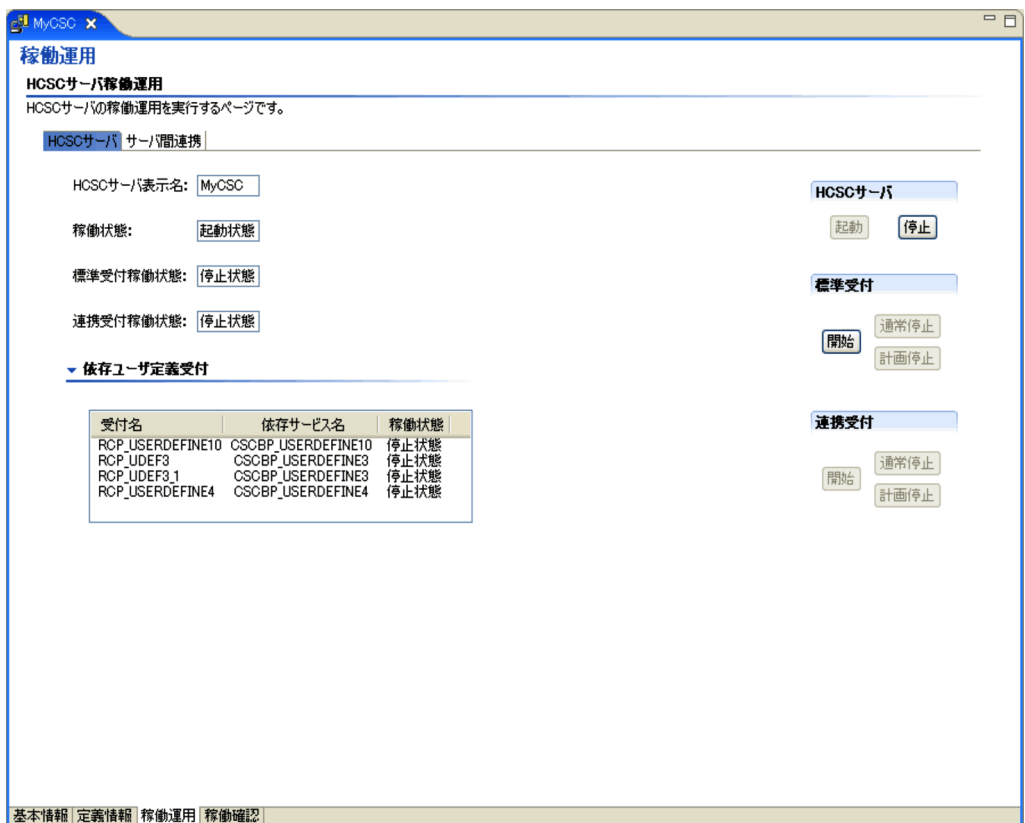 MyCSC
稼働運用
HCSCサーバ稼働運用
HCSCサーバの稼働運用を実行するページです。
HCSCサーバ サーバ間連携
HCSCサーバ表示名: MyCSC
稼働状態: 起動状態
標準受付稼働状態: 停止状態
連携受付稼働状態: 停止状態
依存ユーザ定義受付
受付名 依存サービス名 稼働状態
RCP_USERDEFINE10 CSCBP_USERDEFINE10 停止状態
RCP_UDEF3 CSCBP_USERDEFINE3 停止状態
RCP_UDEF3_1 CSCBP_USERDEFINE3 停止状態
RCP_USERDEFINE4 CSCBP_USERDEFINE4 停止状態
HCSCサーバ
起動 停止
標準受付
開始 通常停止
計画停止
連携受付
開始 通常停止
計画停止
基本情報 定義情報 稼働運用 稼働確認